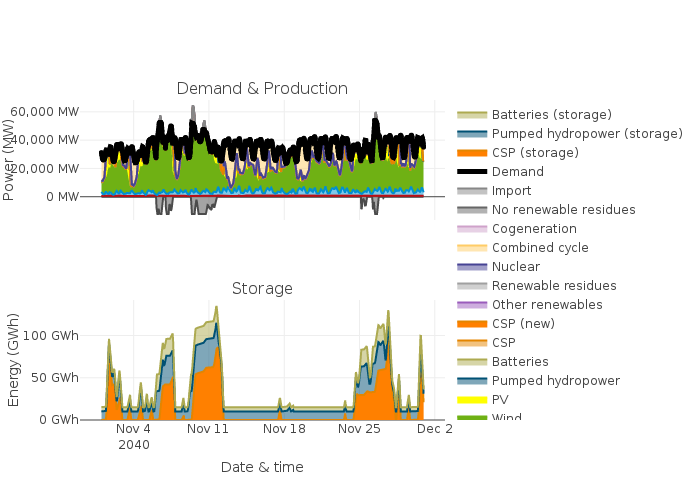 Demand & Production
60,000 MW
40,000 MW
20,000 MW
0 MW
Power (MW)
Storage
100 GWh
50 GWh
0 GWh
Energy (GWh)
Nov 4
2040
Nov 11
Nov 18
Nov 25
Dec 2
Date & time
Batteries (storage)
Pumped hydropower (storage)
CSP (storage)
Demand
Import
No renewable residues
Cogeneration
Combined cycle
Nuclear
Renewable residues
Other renewables
CSP (new)
CSP
Batteries
Pumped hydropower
PV
Wind